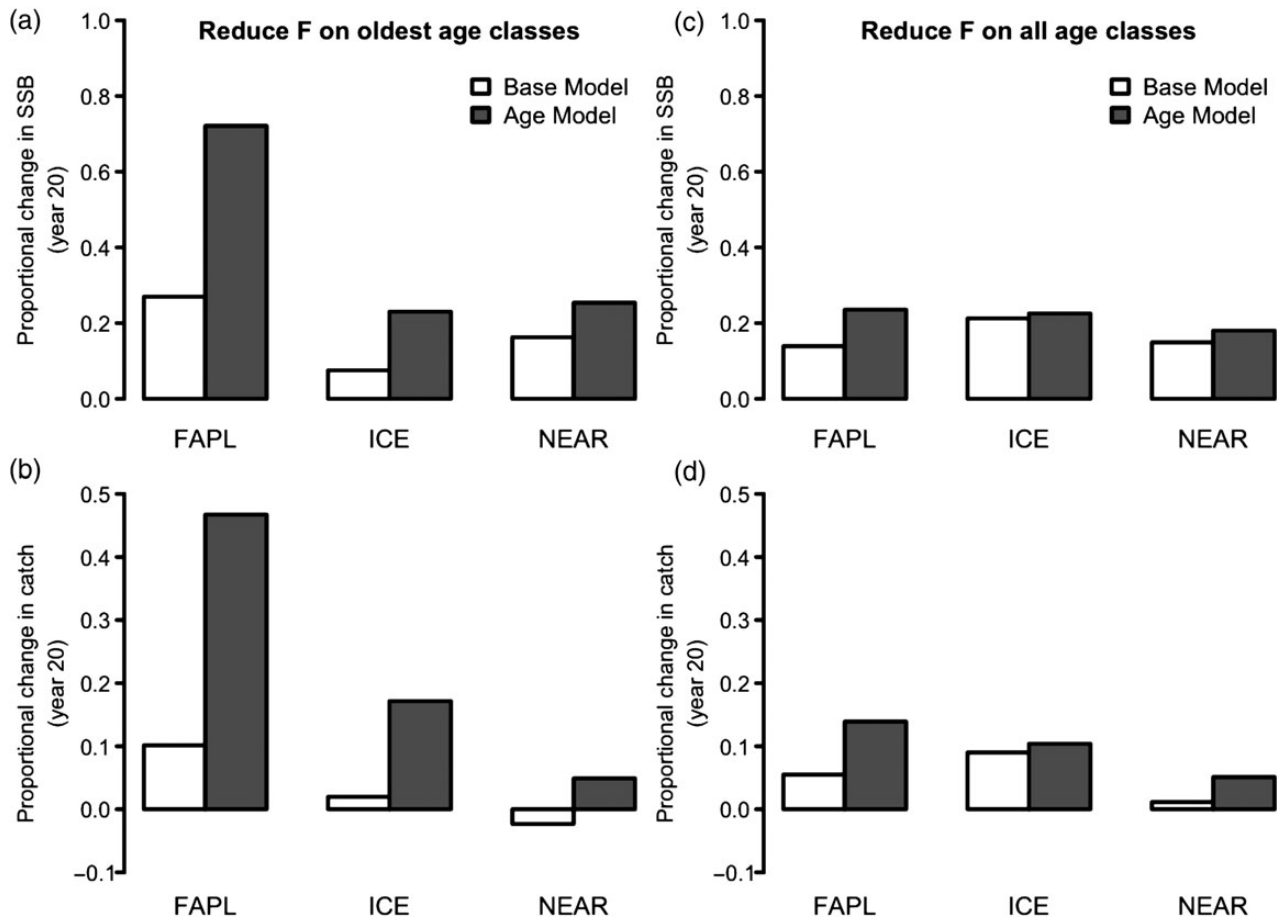 (a)
Reduce F on oldest age classes
Proportional change in SSB
(year 20)
1.0
0.8
0.6
0.4
0.2
0.0
Base Model
Age Model
FAPL ICE NEAR
(c)
Reduce F on all age classes
Proportional change in SSB
(year 20)
1.0
0.8
0.6
0.4
0.2
0.0
Base Model
Age Model
FAPL ICE NEAR
(b)
Proportional change in catch
(year 20)
0.5
0.4
0.3
0.2
0.1
0.0
−0.1
FAPL ICE NEAR
(d)
Proportional change in catch
(year 20)
0.5
0.4
0.3
0.2
0.1
0.0
−0.1
FAPL ICE NEAR